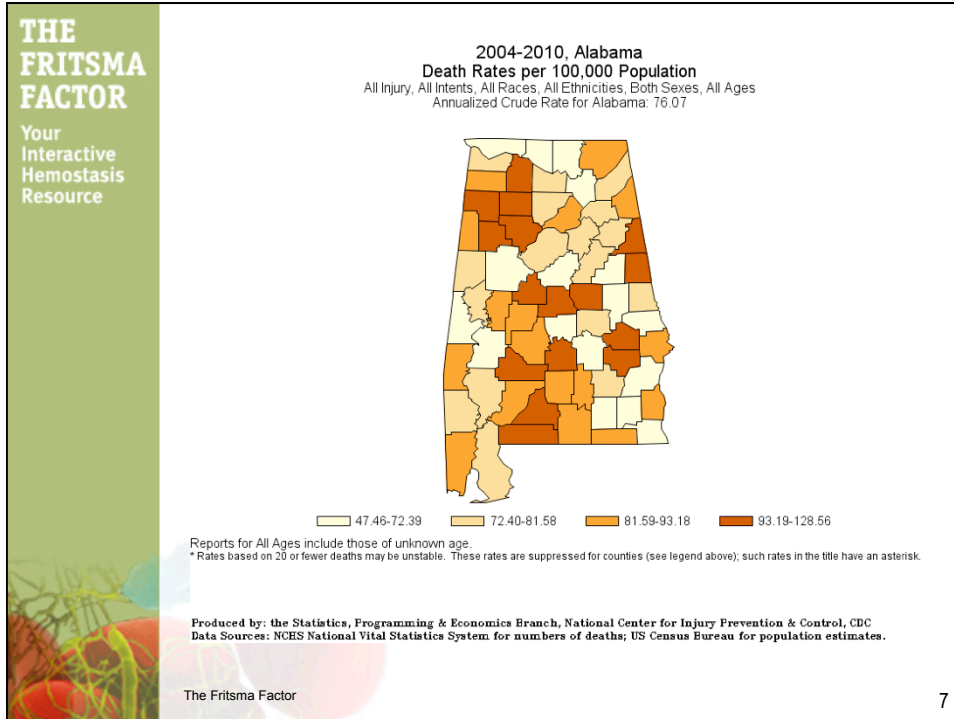 THE
FRITSMA
FACTOR
Your
Interactive
Hemostasis
Resource
2004-2010, Alabama
Death Rates per 100,000 Population
All Injury, All Intents, All Races, All Ethnicities, Both Sexes, All Ages
Annualized Crude Rate for Alabama: 76.07
47.46-72.39 72.40-81.58 81.59-93.18 93.19-128.56
Reports for All Ages include those of unknown age.
* Rates based on 20 or fewer deaths may be unstable. These rates are suppressed for counties (see legend above); such rates in the title have an asterisk.
Produced by: the Statistics, Programming & Economics Branch, National Center for Injury Prevention & Control, CDC
Data Sources: NCHS National Vital Statistics System for numbers of deaths; US Census Bureau for population estimates.
The Fritsma Factor
7